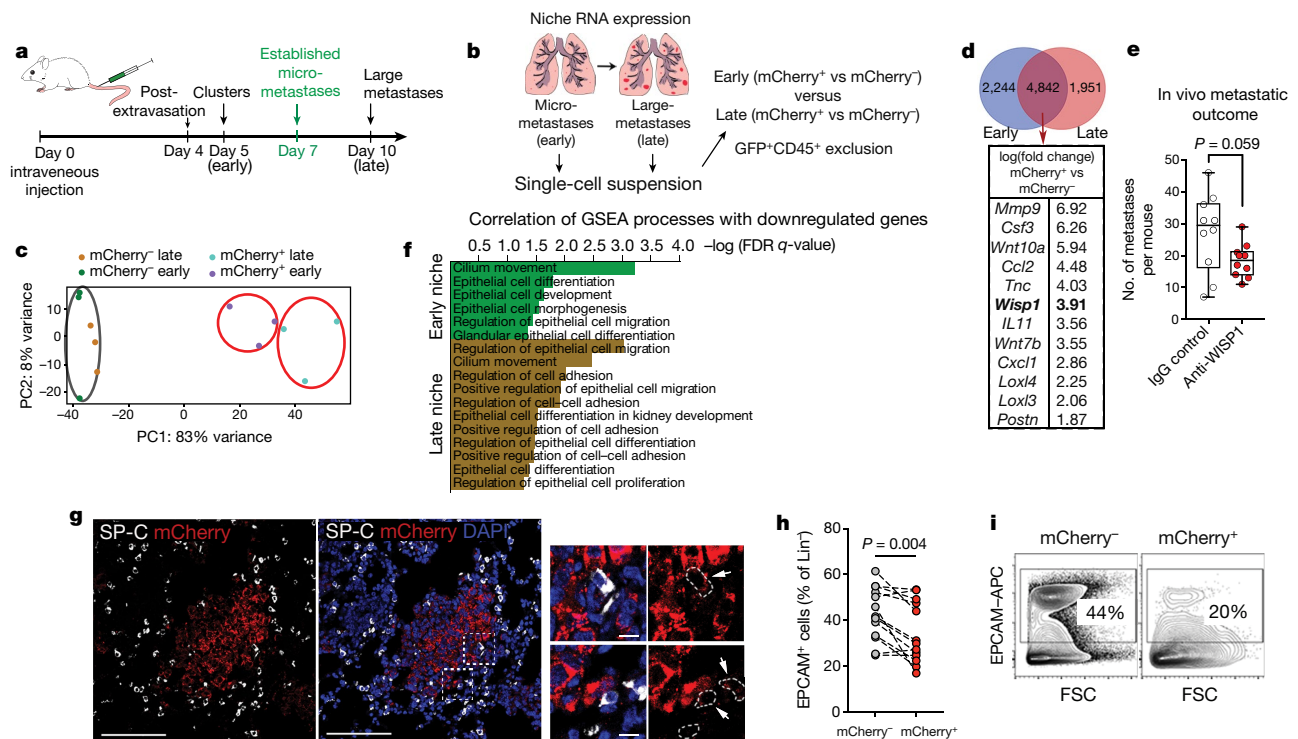 a
Post-
extravasation
Clusters
Established
micro-
metastases
Large
metastases
Day 0
intraveneous
injection
Day 4
Day 5
(early)
Day 7
Day 10
(late)
b
Niche RNA expression
Micro-
metastases
(early)
Large-
metastases
(late)
Single-cell suspension
Early (mCherry⁺ vs mCherry⁻)
versus
Late (mCherry⁺ vs mCherry⁻)
GFP⁺CD45⁺ exclusion
c
mCherry⁻ late
mCherry⁺ late
mCherry⁻ early
mCherry⁺ early
PC2: 8% variance
10
0
–10
–20
–40
–20
0
20
40
PC1: 83% variance
d
2,244
4,842
1,951
Early
Late
log(fold change)
mCherry⁺ vs
mCherry⁻
Mmp9 6.92
Csf3 6.26
Wnt10a 5.94
Ccl2 4.48
Tnc 4.03
Wisp1 3.91
IL11 3.56
Wnt7b 3.55
Cxcl1 2.86
Loxl4 2.25
Loxl3 2.06
Postn 1.87
e
In vivo metastatic
outcome
P = 0.059
No. of metastases
per mouse
50
40
30
20
10
0
IgG control
Anti-WISP1
f
Correlation of GSEA processes with downregulated genes
0.5 1.0 1.5 2.0 2.5 3.0 3.5 4.0 –log (FDR q-value)
Early niche
Cilium movement
Epithelial cell differentiation
Epithelial cell development
Epithelial cell morphogenesis
Regulation of epithelial cell migration
Glandular epithelial cell differentiation
Late niche
Regulation of epithelial cell migration
Cilium movement
Regulation of cell adhesion
Positive regulation of epithelial cell migration
Regulation of cell–cell adhesion
Epithelial cell differentiation in kidney development
Positive regulation of cell adhesion
Regulation of epithelial cell differentiation
Positive regulation of cell–cell adhesion
Epithelial cell differentiation
Regulation of epithelial cell proliferation
g
SP-C mCherry
SP-C mCherry DAPI
h
P = 0.004
EPCAM⁺ cells (% of Lin⁻)
80
60
40
20
0
mCherry⁻
mCherry⁺
i
mCherry⁻
mCherry⁺
EPCAM–APC
44%
20%
FSC
FSC